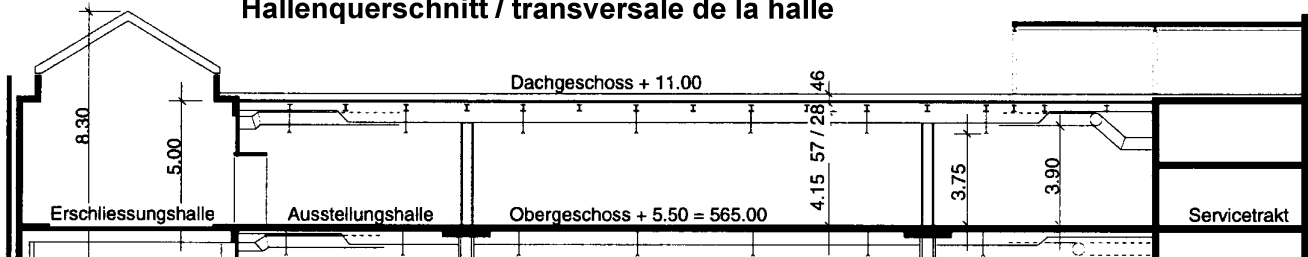 Hallenquerschnitt / transversale de la halle
Dachgeschoss + 11.00
46
57 / 28
4.15
8.30
5.00
3.75
3.90
Erschliessungshalle
Ausstellungshalle
Obergeschoss + 5.50 = 565.00
Servicetrakt